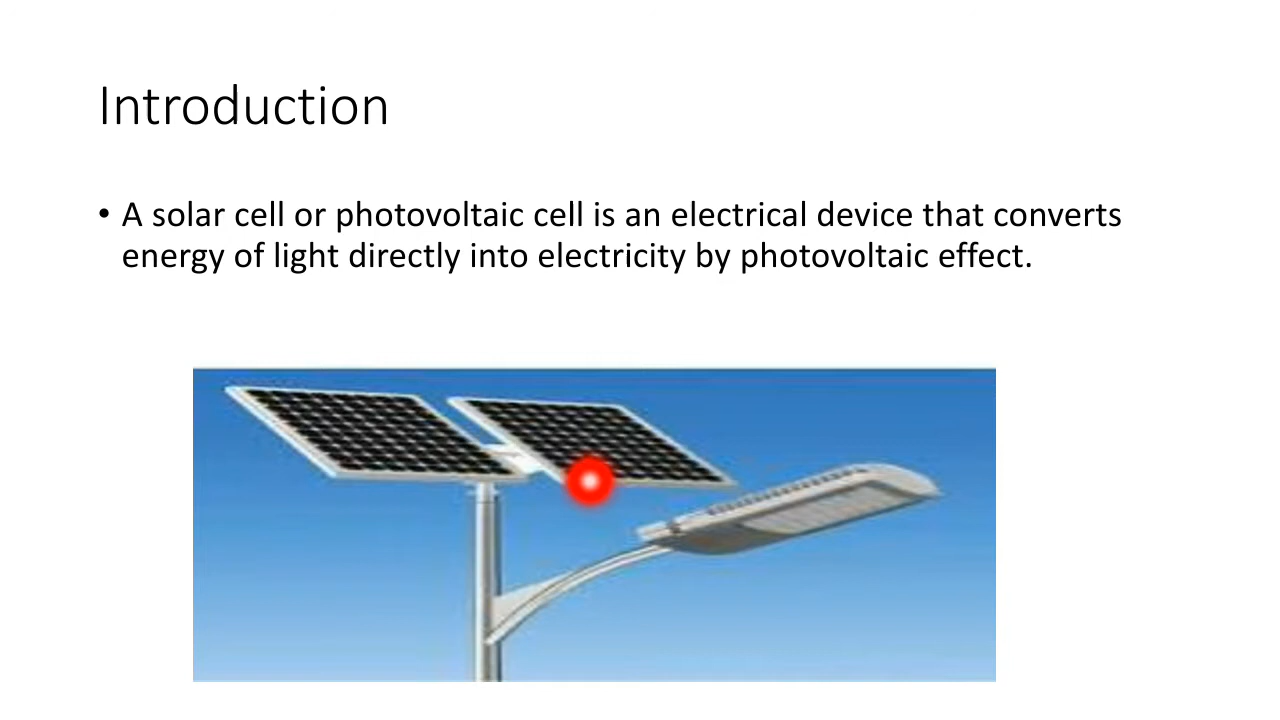 Introduction
• A solar cell or photovoltaic cell is an electrical device that converts
energy of light directly into electricity by photovoltaic effect.